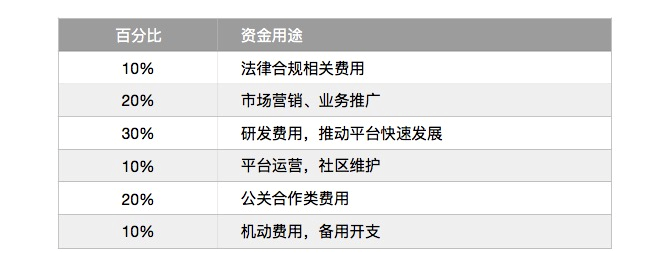 百分比 资金用途
10% 法律合规相关费用
20% 市场营销、业务推广
30% 研发费用，推动平台快速发展
10% 平台运营，社区维护
20% 公关合作类费用
10% 机动费用，备用开支